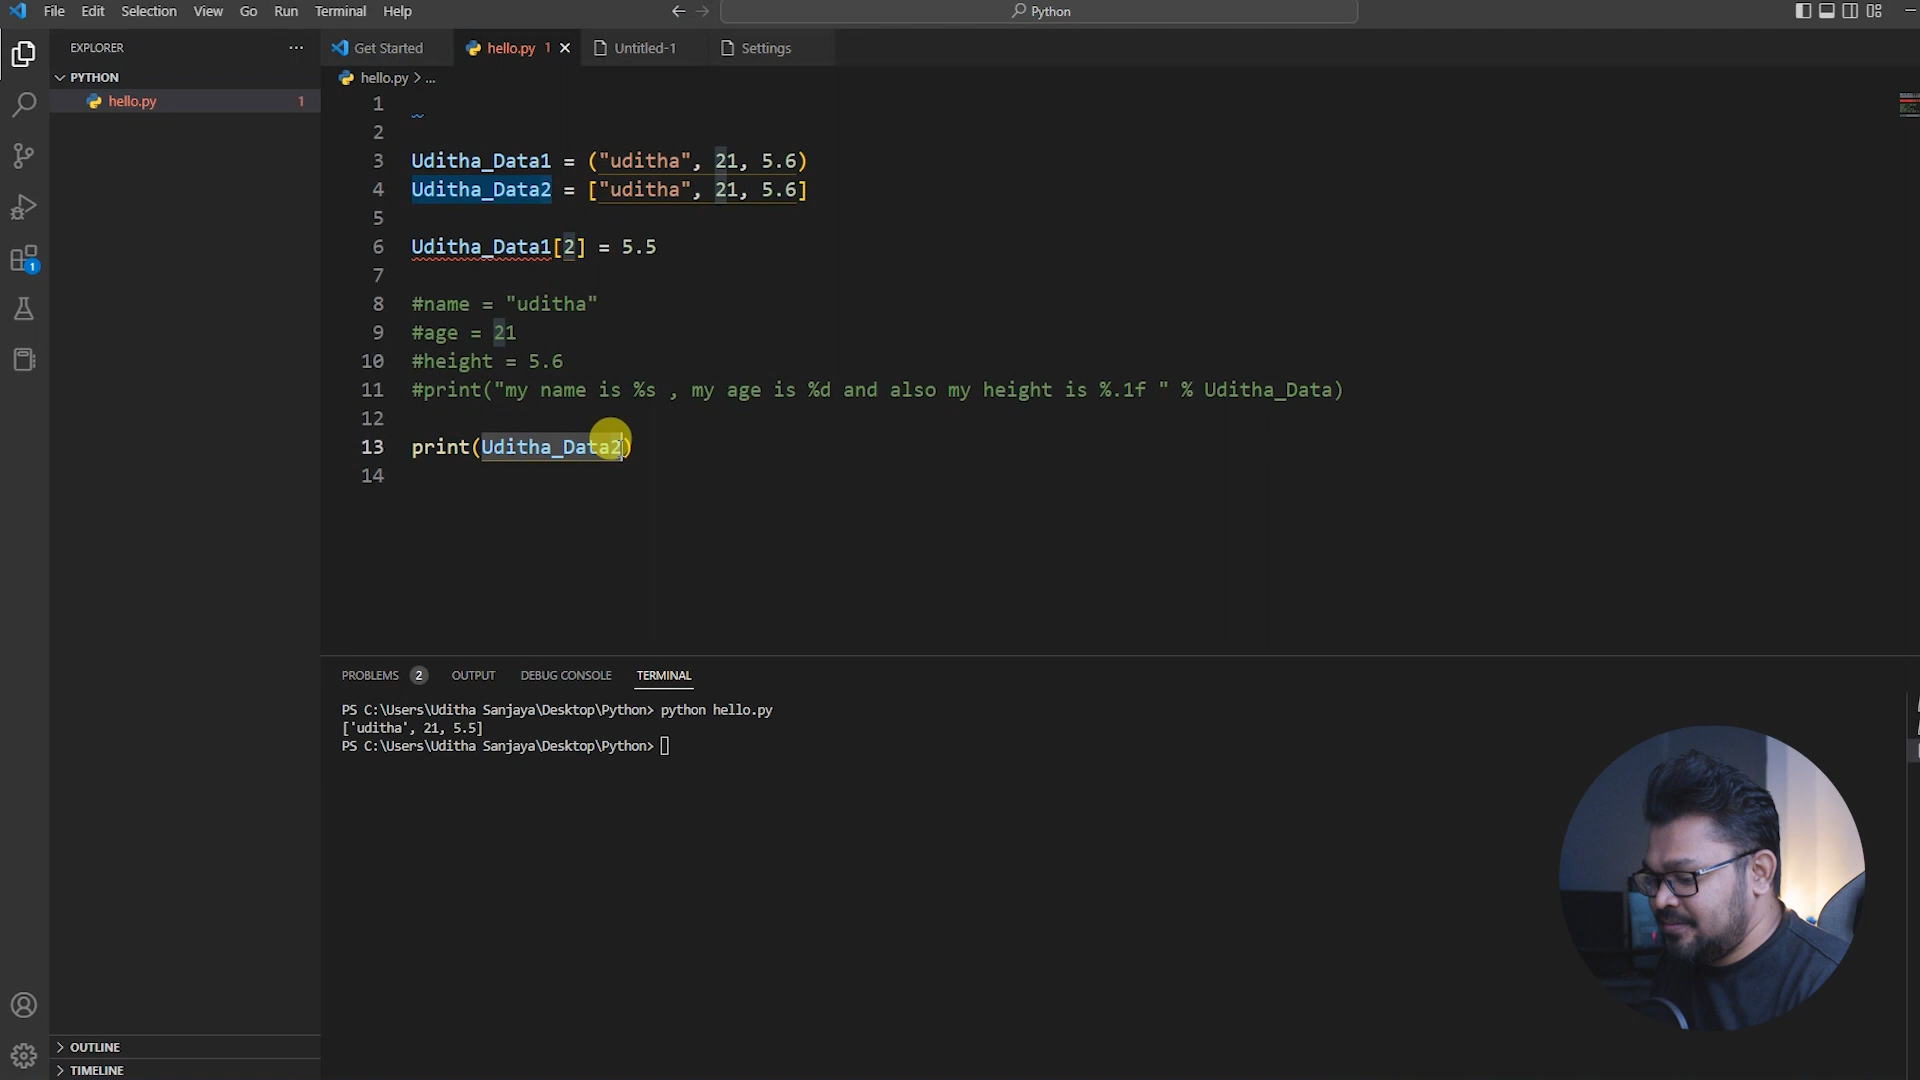 File Edit Selection View Go Run Terminal Help
Python
EXPLORER ...
PYTHON
hello.py 1
OUTLINE
TIMELINE
1
Get Started
hello.py 1
Untitled-1
Settings
hello.py > ...
1
2
3 Uditha_Data1 = ("uditha", 21, 5.6)
4 Uditha_Data2 = ["uditha", 21, 5.6]
5
6 Uditha_Data1[2] = 5.5
7
8 #name = "uditha"
9 #age = 21
10 #height = 5.6
11 #print("my name is %s , my age is %d and also my height is %.1f " % Uditha_Data)
12
13 print(Uditha_Data2)
14
PROBLEMS 2 OUTPUT DEBUG CONSOLE TERMINAL
PS C:\Users\Uditha Sanjaya\Desktop\Python> python hello.py
['uditha', 21, 5.5]
PS C:\Users\Uditha Sanjaya\Desktop\Python>